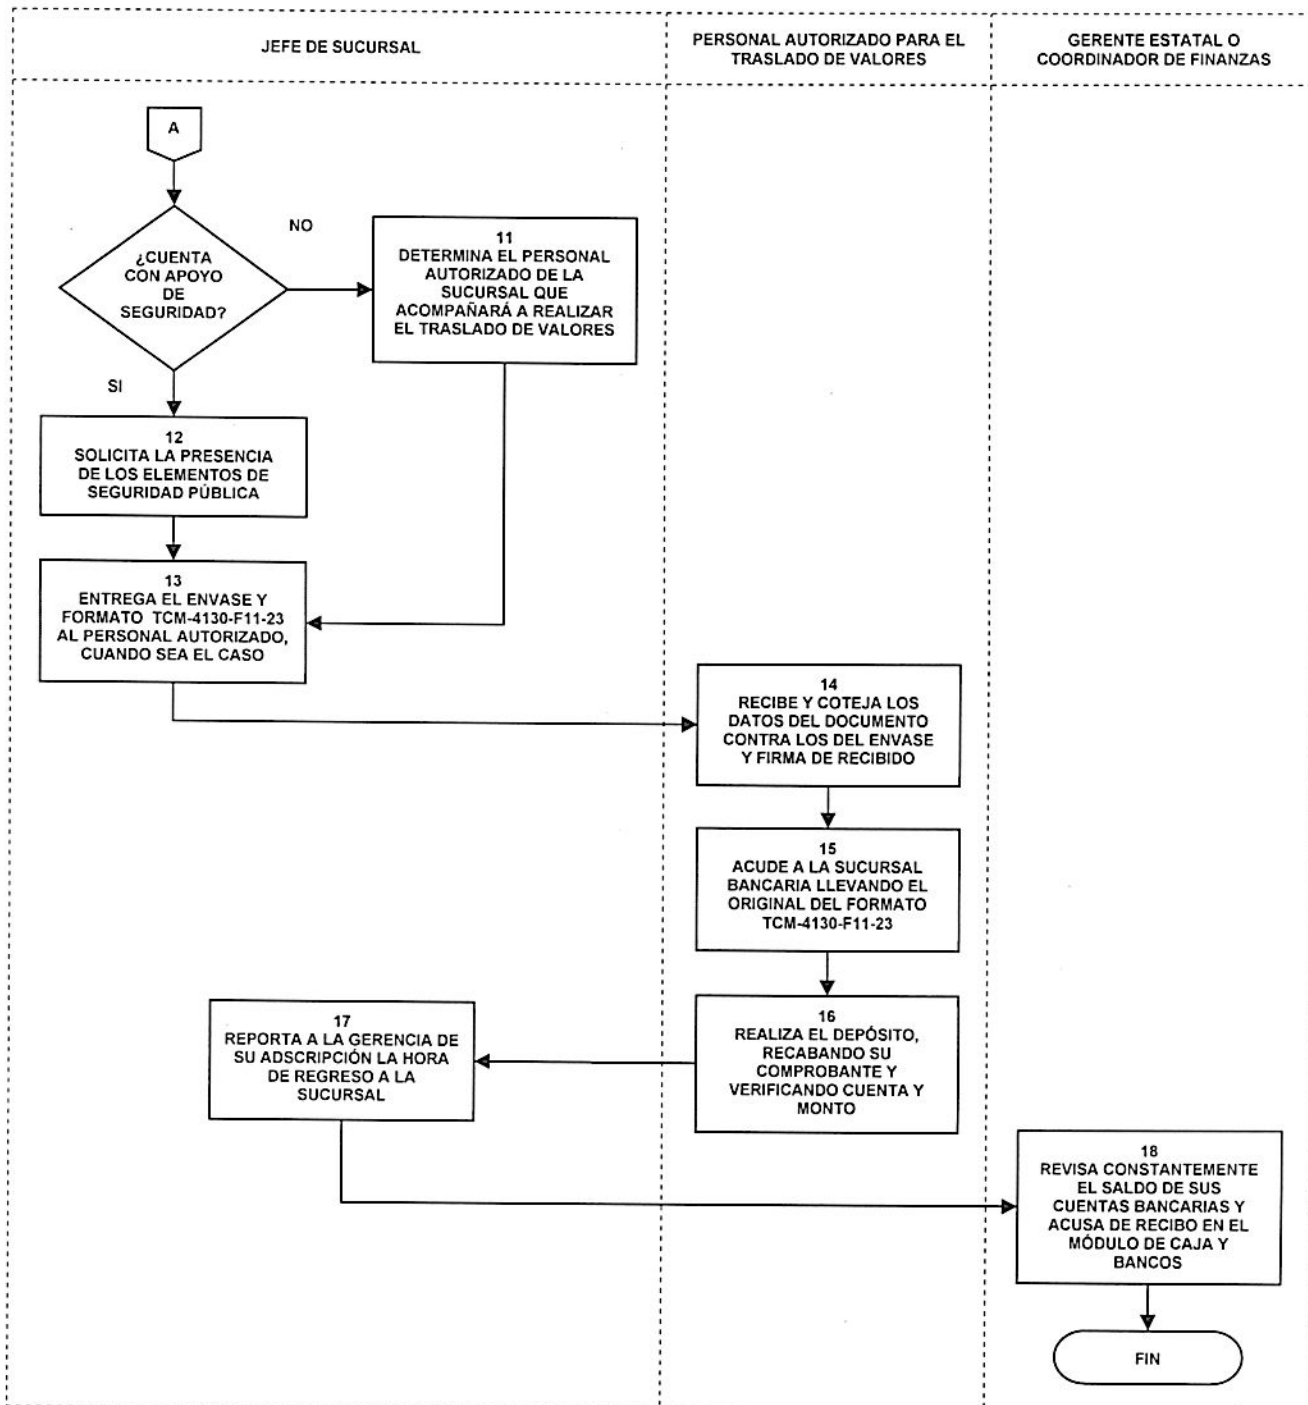 JEFE DE SUCURSAL
PERSONAL AUTORIZADO PARA EL
TRASLADO DE VALORES
GERENTE ESTATAL O
COORDINADOR DE FINANZAS
A
¿CUENTA
CON APOYO
DE
SEGURIDAD?
NO
11
DETERMINA EL PERSONAL
AUTORIZADO DE LA
SUCURSAL QUE
ACOMPAÑARÁ A REALIZAR
EL TRASLADO DE VALORES
SI
12
SOLICITA LA PRESENCIA
DE LOS ELEMENTOS DE
SEGURIDAD PÚBLICA
13
ENTREGA EL ENVASE Y
FORMATO TCM-4130-F11-23
AL PERSONAL AUTORIZADO,
CUANDO SEA EL CASO
14
RECIBE Y COTEJA LOS
DATOS DEL DOCUMENTO
CONTRA LOS DEL ENVASE
Y FIRMA DE RECIBIDO
15
ACUDE A LA SUCURSAL
BANCARIA LLEVANDO EL
ORIGINAL DEL FORMATO
TCM-4130-F11-23
16
REALIZA EL DEPÓSITO,
RECABANDO SU
COMPROBANTE Y
VERIFICANDO CUENTA Y
MONTO
17
REPORTA A LA GERENCIA DE
SU ADSCRIPCIÓN LA HORA
DE REGRESO A LA
SUCURSAL
18
REVISA CONSTANTEMENTE
EL SALDO DE SUS
CUENTAS BANCARIAS Y
ACUSA DE RECIBO EN EL
MÓDULO DE CAJA Y
BANCOS
FIN